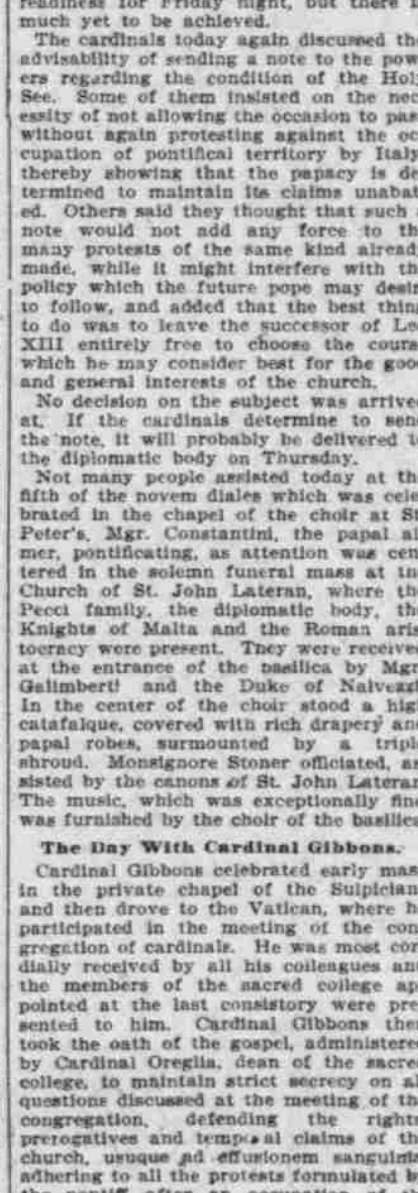 readiness for Friday night, but there i
much yet to be achieved.
The cardinals today again discussed the
advisability of sending a note to the pow
ers regarding the condition of the Holy
See. Some of them insisted on the nec
essity of not allowing the occasion to pas
without again protesting against the oc
cupation of pontifical territory by Italy
thereby showing that the papacy is de
termined to maintain its claims unabat
ed. Others said they thought that such
note would not add any force to the
many protests of the same kind already
made, while it might interfere with the
policy which the future pope may desir
to follow, and added that the best thing
to do was to leave the successor of Leo
XIII entirely free to choose the cours
which he may consider best for the good
and general interests of the church.
No decision on the subject was arrived
at. If the cardinals determine to send
the note, it will probably be delivered t
the diplomatic body on Thursday.
Not many people assisted today at the
fifth of the novem diales which was cele
brated in the chapel of the choir at St
Peter's, Mgr. Constantini, the papal al
mer, pontificating, as attention was cen
tered in the solemn funeral mass at the
Church of St. John Lateran, where the
Pecci family, the diplomatic body, the
Knights of Malta and the Roman aris
tocracy were present. They were received
at the entrance of the basilica by Mgr
Galimberti and the Duke of
In the center of the choir stood a high
catafalque, covered with rich drapery and
papal robes, surmounted by a triple
shroud. Monsignore Stoner officiated, as
sisted by the canons of St. John Lateran
The music, which was exceptionally fine
was furnished by the choir of the basilica
The Day With Cardinal Gibbons.
Cardinal Gibbons celebrated early mass
in the private chapel of the Sulpician
and then drove to the Vatican, where he
participated in the meeting of the con
gregation of cardinals. He was most cor
dially received by all his colleagues and
the members of the sacred college ap
pointed at the last consistory were pre
sented to him. Cardinal Gibbons then
took the oath of the gospel, administered
by Cardinal Oreglia, dean of the sacred
college, to maintain strict secrecy on al
questions discussed at the meeting of the
congregation, defending the rights
prerogatives and temporal claims of the
church, usuque ad effusionem sanguinis
adhering to all the protests formulated b
the pontiff after